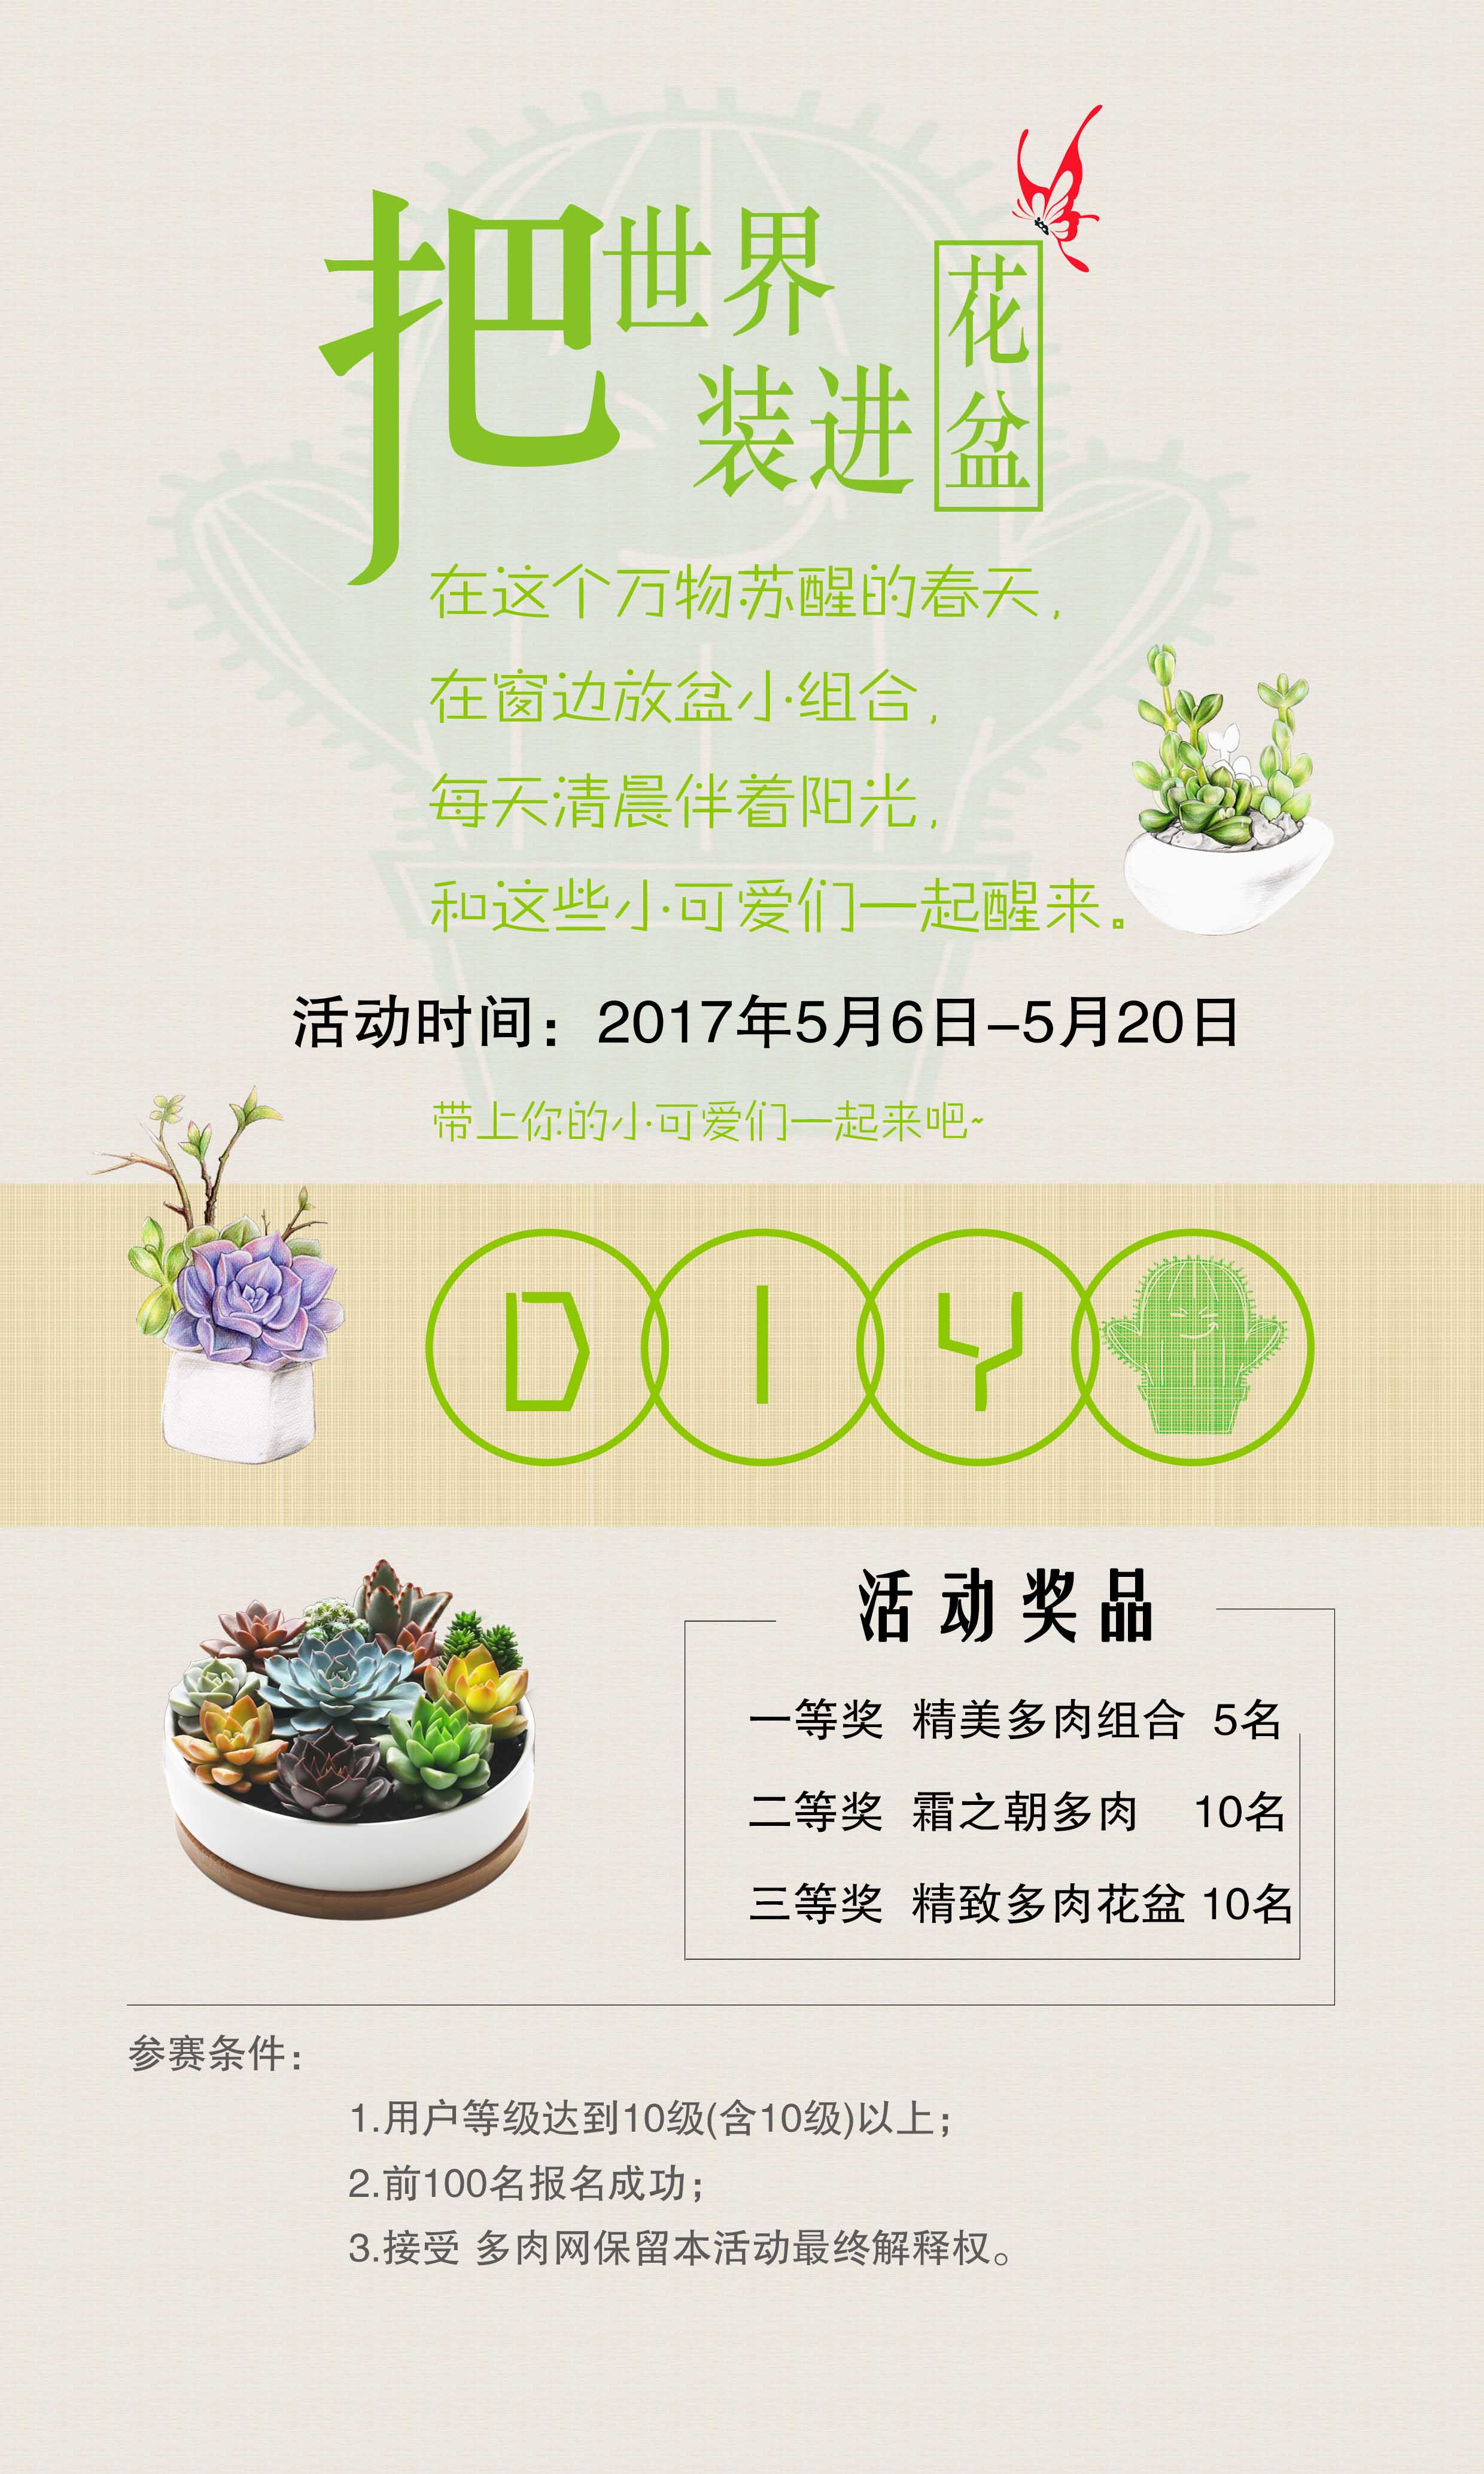 把世界
装进花盆
在这个万物苏醒的春天，
在窗边放盆小组合，
每天清晨伴着阳光，
和这些小可爱们一起醒来。
活动时间：2017年5月6日-5月20日
带上你的小可爱们一起来吧~
DIY
活动奖品
一等奖 精美多肉组合 5名
二等奖 霜之朝多肉 10名
三等奖 精致多肉花盆 10名
参赛条件：
1.用户等级达到10级(含10级)以上；
2.前100名报名成功；
3.接受 多肉网保留本活动最终解释权。